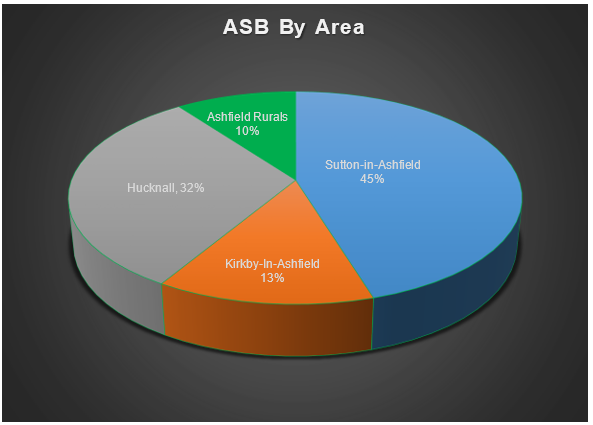 ASB By Area
Ashfield Rurals
10%
Sutton-in-Ashfield
45%
Hucknall, 32%
Kirkby-In-Ashfield
13%